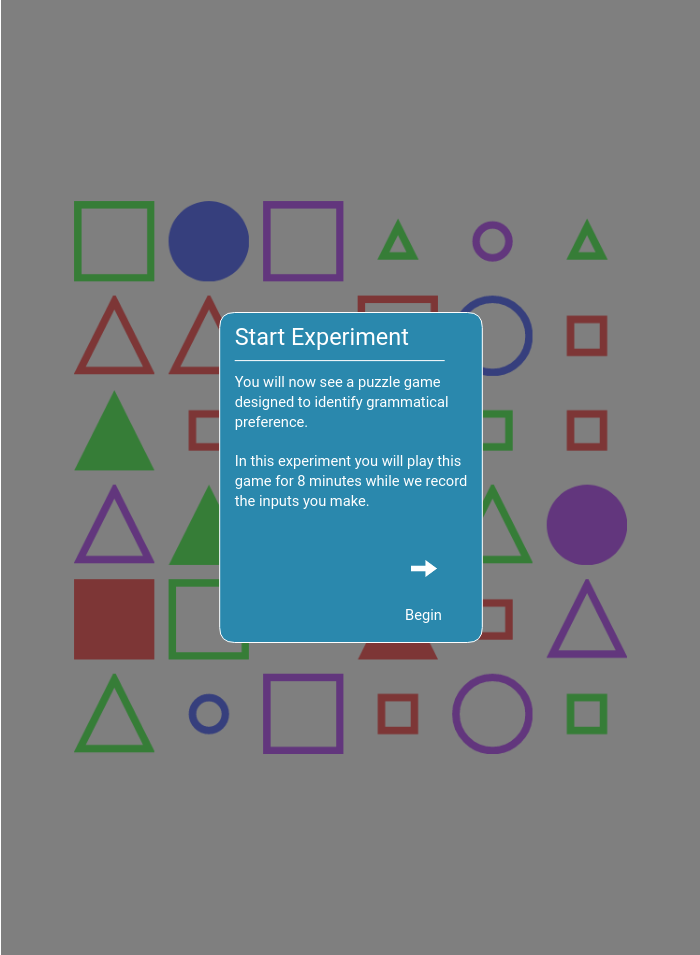 Start Experiment
You will now see a puzzle game
designed to identify grammatical
preference.
In this experiment you will play this
game for 8 minutes while we record
the inputs you make.
Begin